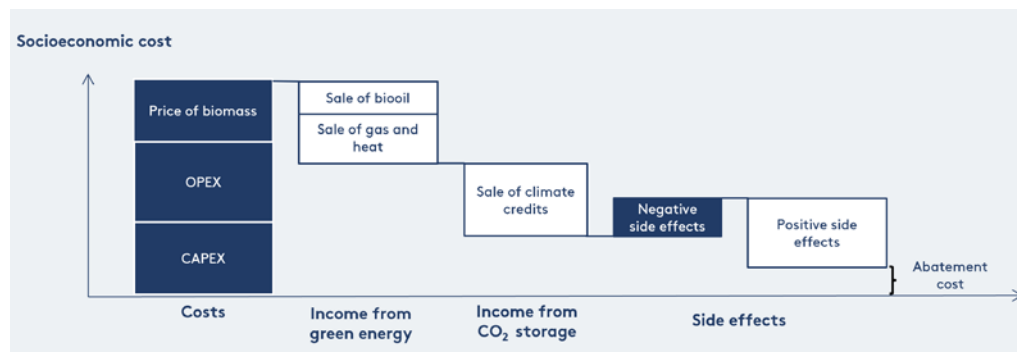 Socioeconomic cost
Price of biomass
OPEX
CAPEX
Sale of biooil
Sale of gas and
heat
Sale of climate
credits
Negative
side effects
Positive side
effects
Abatement
cost
Costs
Income from
green energy
Income from
CO₂ storage
Side effects